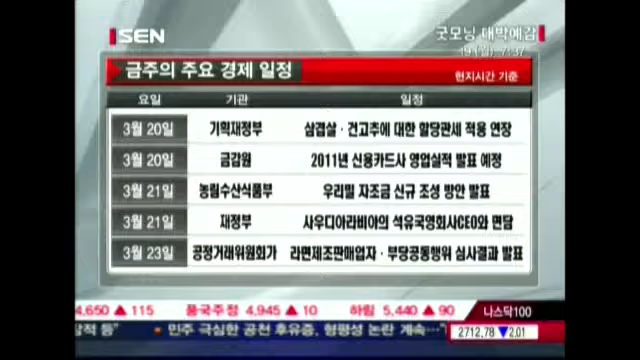 SEN
굿모닝 대박예감
19(월) 7:37
금주의 주요 경제 일정
현지시간 기준
요일 기관 일정
3월 20일 기획재정부 삼겹살·건고추에 대한 할당관세 적용 연장
3월 20일 금감원 2011년 신용카드사 영업실적 발표 예정
3월 21일 농림수산식품부 우리밀 자조금 신규 조성 방안 발표
3월 21일 재정부 사우디아라비아의 석유국영회사CEO와 면담
3월 23일 공정거래위원회가 라면제조판매업자·부당공동행위 심사결과 발표
4,650 ▲ 115 풍국주정 4,945 ▲ 10 하림 5,440 ▲ 90 나스닥100
감적 등" 민주 극심한 공천 후유증, 형평성 논란 계속…" 2712.78 ▼2.01